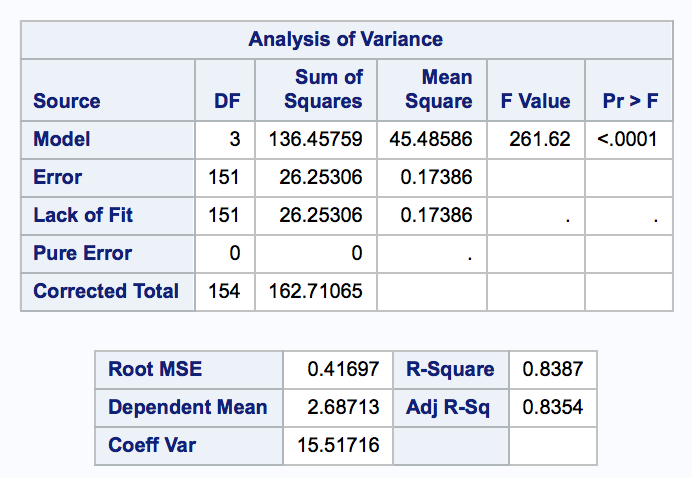 Analysis of Variance
Source DF Sum of Squares Mean Square F Value Pr > F
Model 3 136.45759 45.48586 261.62 <.0001
Error 151 26.25306 0.17386
Lack of Fit 151 26.25306 0.17386 . .
Pure Error 0 0 .
Corrected Total 154 162.71065
Root MSE 0.41697 R-Square 0.8387
Dependent Mean 2.68713 Adj R-Sq 0.8354
Coeff Var 15.51716